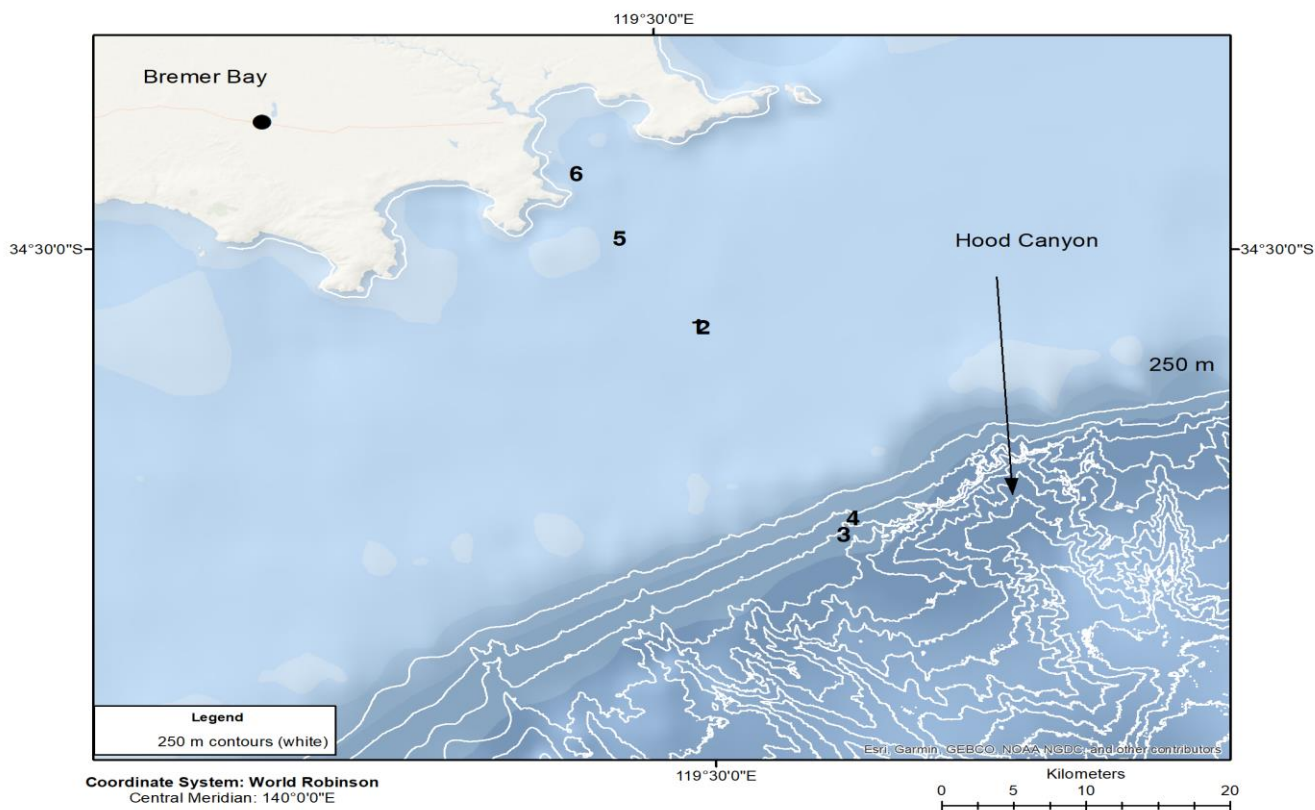 119°30'0"E
Bremer Bay
6
5
34°30'0"S
34°30'0"S
Hood Canyon
12
250 m
4
3
Legend
250 m contours (white)
Esri, Garmin, GEBCO, NOAA NGDC, and other contributors
Coordinate System: World Robinson
Central Meridian: 140°0'0"E
119°30'0"E
Kilometers
0 5 10 15 20